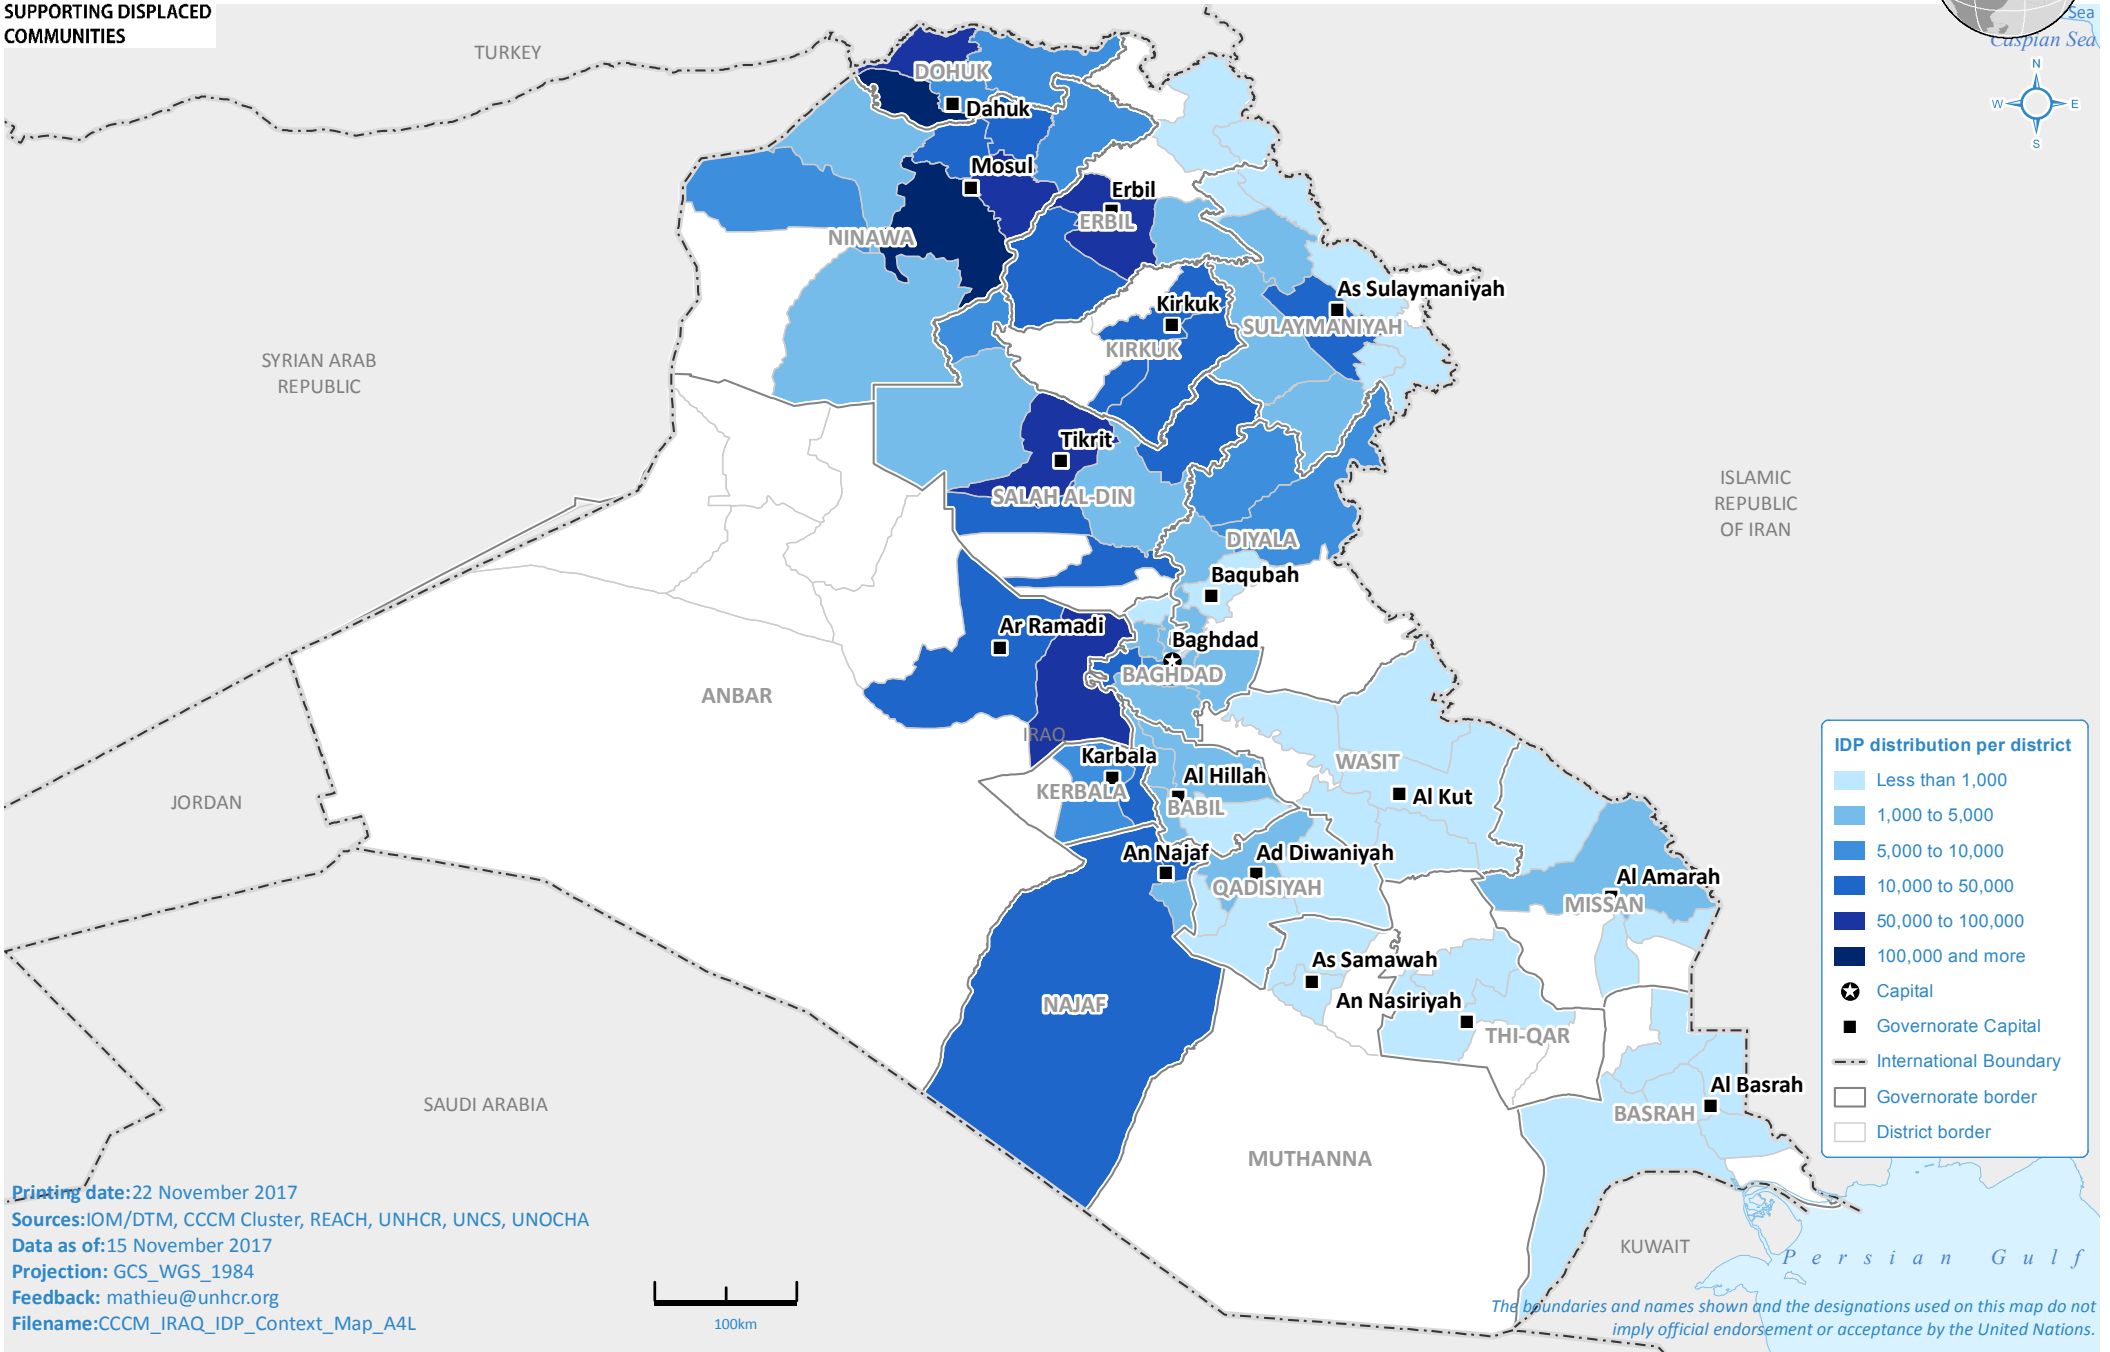 SUPPORTING DISPLACED
COMMUNITIES
Sea
Caspian Sea
N
W
E
S
TURKEY
DOHUK
Dahuk
Mosul
Erbil
ERBIL
NINAWA
As Sulaymaniyah
Kirkuk
SULAYMANIYAH
KIRKUK
SYRIAN ARAB
REPUBLIC
Tikrit
SALAH AL-DIN
ISLAMIC
REPUBLIC
OF IRAN
DIYALA
Baqubah
Ar Ramadi
Baghdad
BAGHDAD
ANBAR
IRAQ
Karbala
KERBALA
Al Hillah
BABIL
WASIT
Al Kut
JORDAN
An Najaf
Ad Diwaniyah
QADISIYAH
Al Amarah
MISSAN
As Samawah
An Nasiriyah
THI-QAR
NAJAF
SAUDI ARABIA
Al Basrah
BASRAH
MUTHANNA
KUWAIT
Persian Gulf
IDP distribution per district
Less than 1,000
1,000 to 5,000
5,000 to 10,000
10,000 to 50,000
50,000 to 100,000
100,000 and more
Capital
Governorate Capital
International Boundary
Governorate border
District border
Printing date:22 November 2017
Sources:IOM/DTM, CCCM Cluster, REACH, UNHCR, UNCS, UNOCHA
Data as of:15 November 2017
Projection: GCS_WGS_1984
Feedback: mathieu@unhcr.org
Filename:CCCM_IRAQ_IDP_Context_Map_A4L
100km
The boundaries and names shown and the designations used on this map do not
imply official endorsement or acceptance by the United Nations.